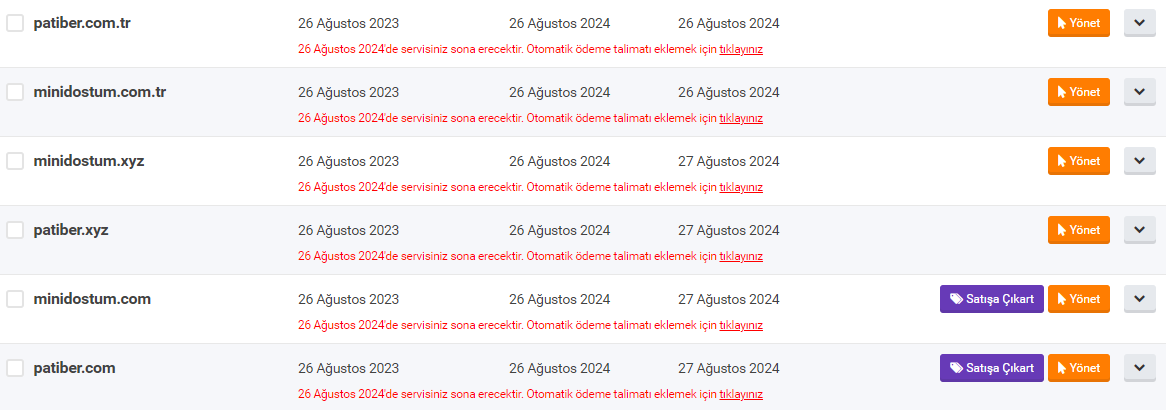 patiber.com.tr 26 Ağustos 2023 26 Ağustos 2024 26 Ağustos 2024 Yönet
26 Ağustos 2024'de servisiniz sona erecektir. Otomatik ödeme talimatı eklemek için tıklayınız
minidostum.com.tr 26 Ağustos 2023 26 Ağustos 2024 26 Ağustos 2024 Yönet
26 Ağustos 2024'de servisiniz sona erecektir. Otomatik ödeme talimatı eklemek için tıklayınız
minidostum.xyz 26 Ağustos 2023 26 Ağustos 2024 27 Ağustos 2024 Yönet
26 Ağustos 2024'de servisiniz sona erecektir. Otomatik ödeme talimatı eklemek için tıklayınız
patiber.xyz 26 Ağustos 2023 26 Ağustos 2024 27 Ağustos 2024 Yönet
26 Ağustos 2024'de servisiniz sona erecektir. Otomatik ödeme talimatı eklemek için tıklayınız
minidostum.com 26 Ağustos 2023 26 Ağustos 2024 27 Ağustos 2024 Satışa Çıkart Yönet
26 Ağustos 2024'de servisiniz sona erecektir. Otomatik ödeme talimatı eklemek için tıklayınız
patiber.com 26 Ağustos 2023 26 Ağustos 2024 27 Ağustos 2024 Satışa Çıkart Yönet
26 Ağustos 2024'de servisiniz sona erecektir. Otomatik ödeme talimatı eklemek için tıklayınız